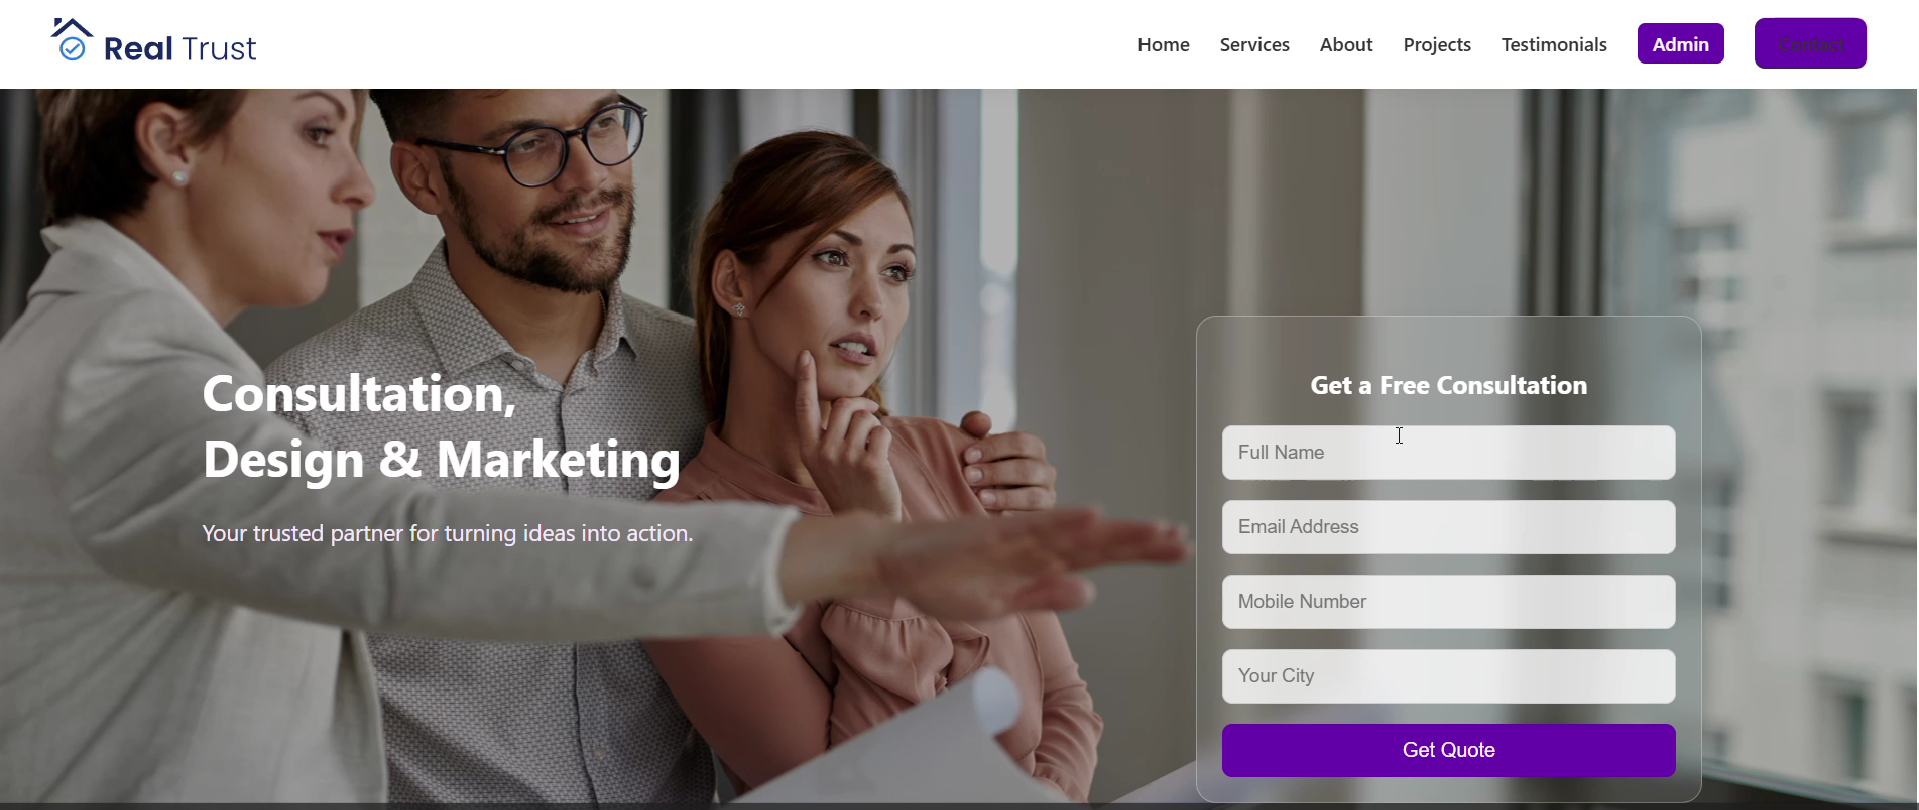 Real Trust
Home Services About Projects Testimonials Admin Contact
Consultation,
Design & Marketing
Your trusted partner for turning ideas into action.
Get a Free Consultation
Full Name
Email Address
Mobile Number
Your City
Get Quote